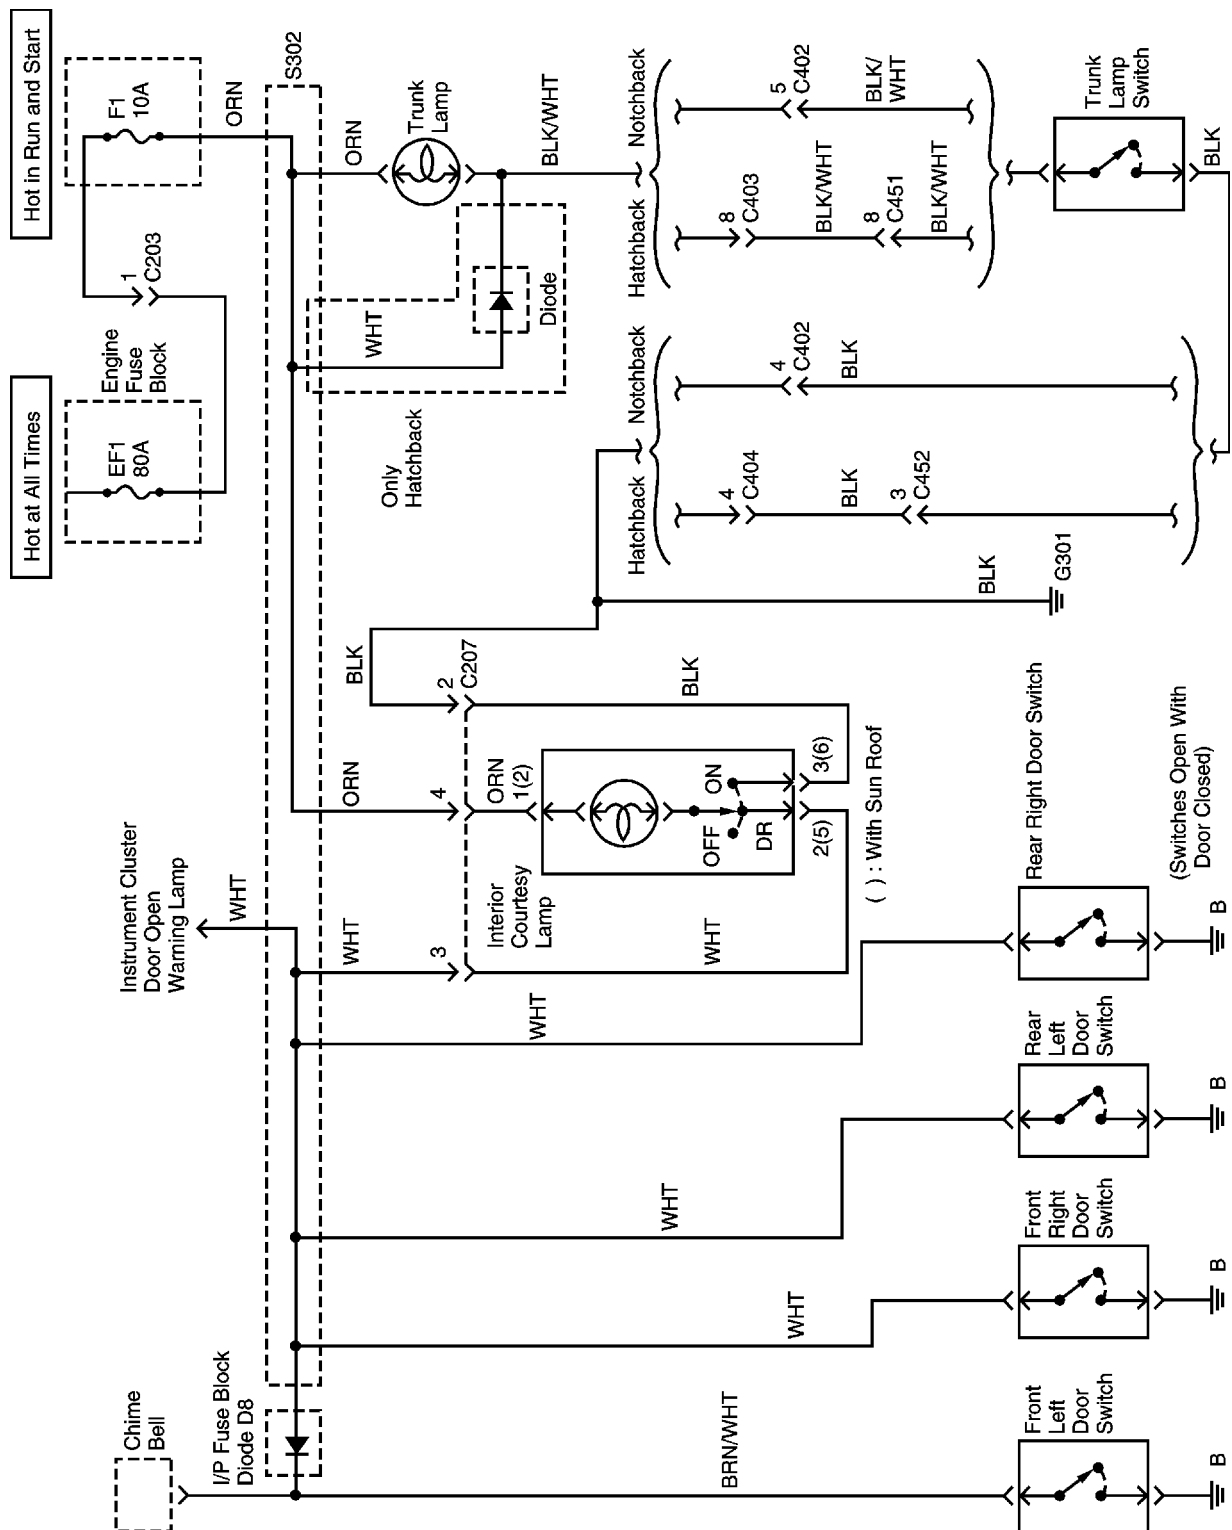 Hot at All Times
Hot in Run and Start
EF1
80A
Engine
Fuse
Block
1
C203
F1
10A
ORN
S302
Chime
Bell
I/P Fuse Block
Diode D8
Instrument Cluster
Door Open
Warning Lamp
WHT
WHT
3
ORN
4
BLK
2
C207
Only
Hatchback
WHT
Diode
ORN
Trunk
Lamp
BLK/WHT
Interior
Courtesy
Lamp
ORN
1(2)
OFF
ON
DR
2(5)
3(6)
( ) : With Sun Roof
WHT
BLK
WHT
WHT
WHT
BRN/WHT
Hatchback
Notchback
4
C404
BLK
3
C452
4
C402
BLK
BLK
G301
Hatchback
Notchback
8
C403
BLK/WHT
8
C451
BLK/WHT
5
C402
BLK/
WHT
Trunk
Lamp
Switch
BLK
Front
Left
Door
Switch
B
Front
Right
Door
Switch
B
Rear
Left
Door
Switch
B
Rear Right Door Switch
B
(Switches Open With
Door Closed)